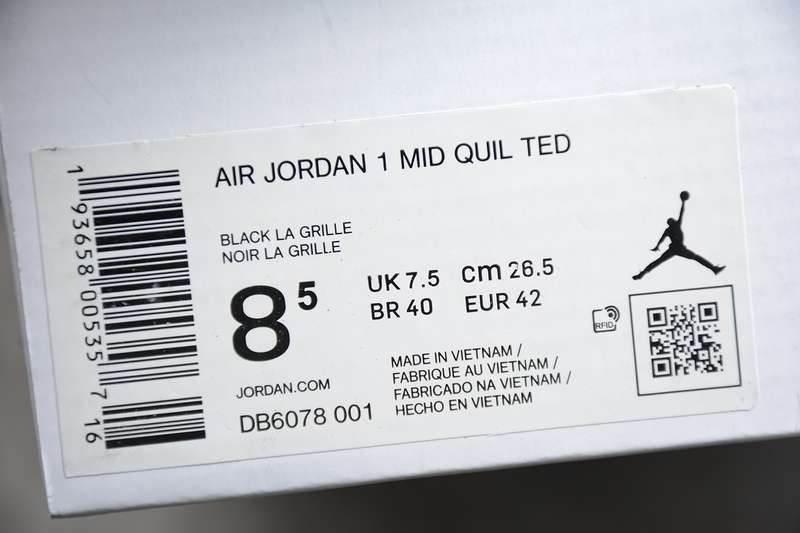 AIR JORDAN 1 MID QUIL TED
BLACK LA GRILLE
NOIR LA GRILLE
8 5
UK 7.5 cm 26.5
BR 40 EUR 42
RFID
JORDAN.COM
DB6078 001
MADE IN VIETNAM /
FABRIQUE AU VIETNAM /
FABRICADO NA VIETNAM /
HECHO EN VIETNAM
1 93658 00535 7 16